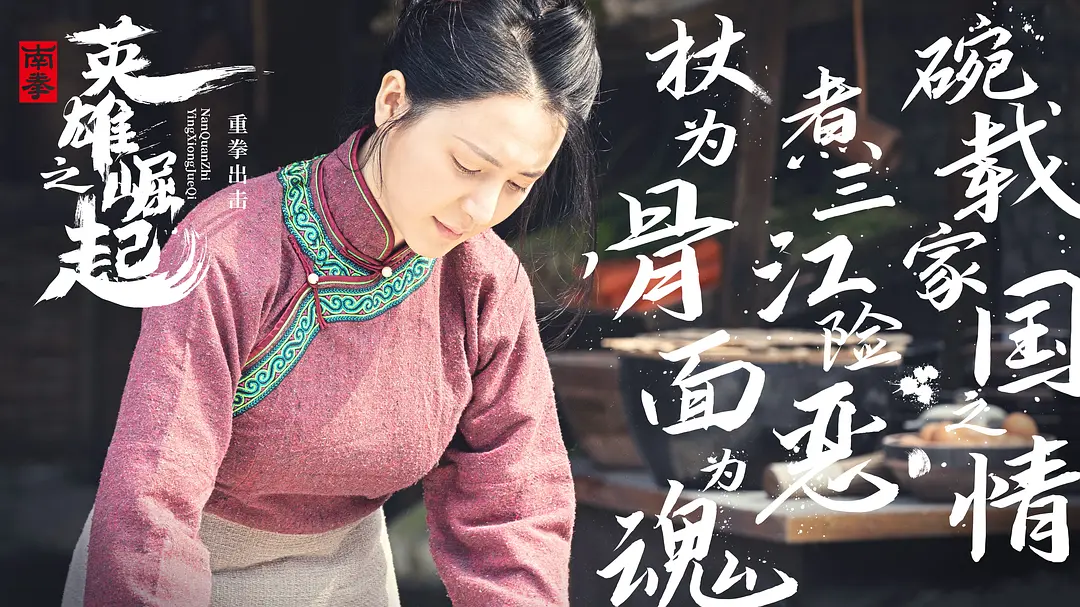 南拳
英雄
之崛起
NanQuanZhi
YingXiongJueQi
重拳出击
碗载家国之情
煮三江险恶
杖为骨,面为魂